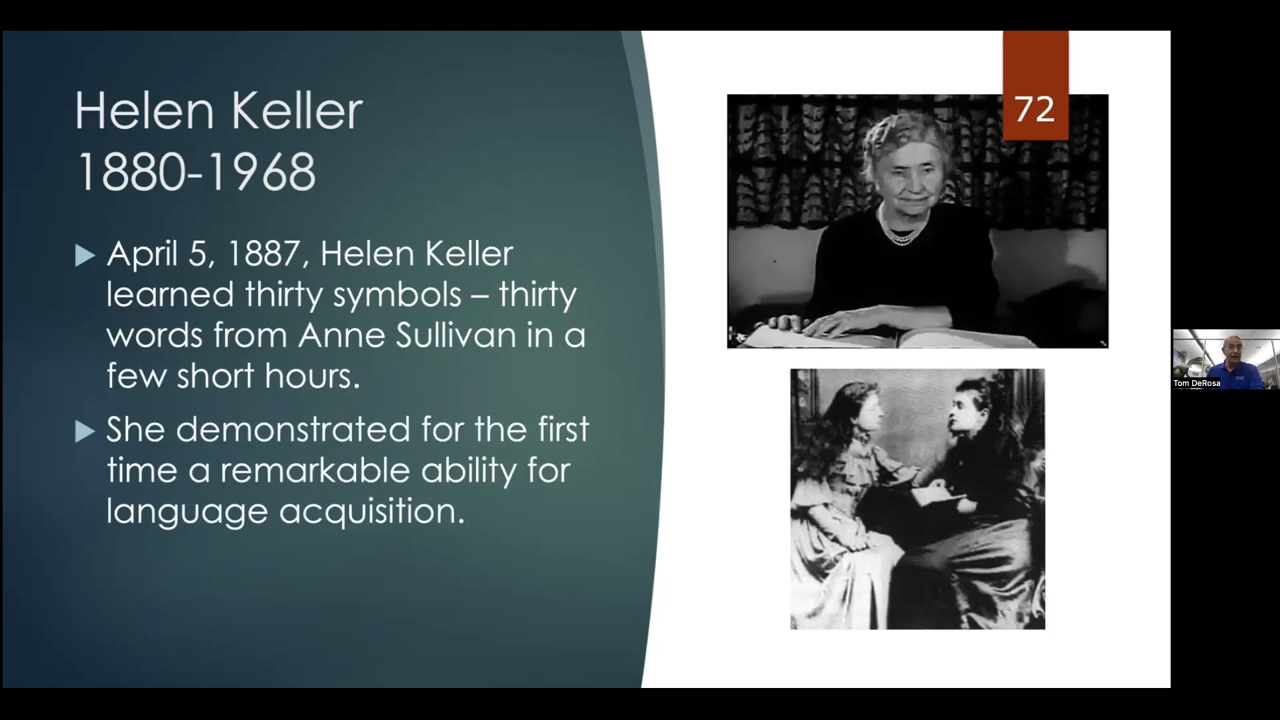 Helen Keller
1880-1968
72
April 5, 1887, Helen Keller
learned thirty symbols – thirty
words from Anne Sullivan in a
few short hours.
She demonstrated for the first
time a remarkable ability for
language acquisition.
Tom DeRosa